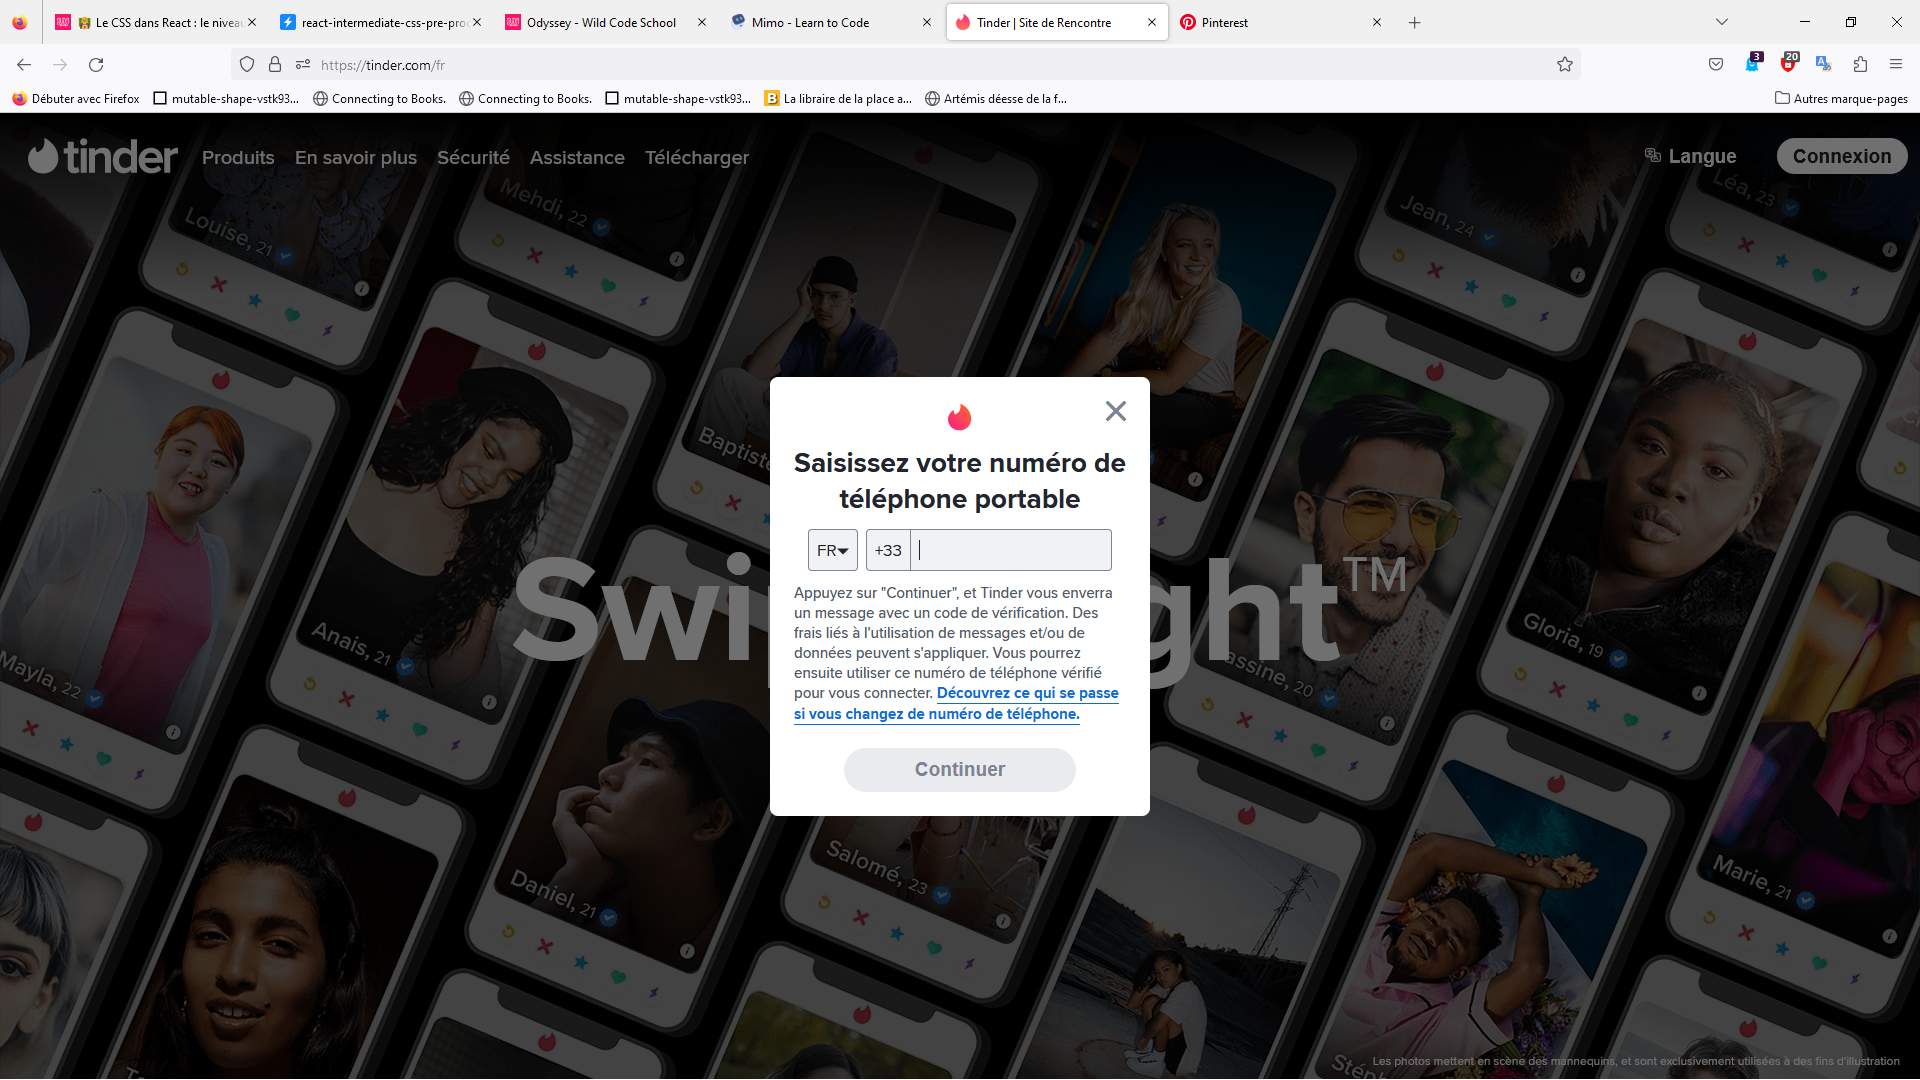 Le CSS dans React : le nivea
react-intermediate-css-pre-pro
Odyssey - Wild Code School
Mimo - Learn to Code
Tinder | Site de Rencontre
Pinterest
https://tinder.com/fr
3
20
Débuter avec Firefox
mutable-shape-vstk93...
Connecting to Books.
Connecting to Books.
mutable-shape-vstk93...
La libraire de la place a...
Artémis déesse de la f...
Autres marque-pages
tinder
Produits
En savoir plus
Sécurité
Assistance
Télécharger
Langue
Connexion
Louise, 21
Mehdi, 22
Jean, 24
Léa, 23
Baptiste
Mayla, 22
Anais, 21
assine, 20
Gloria, 19
Daniel, 21
Salomé, 23
Marie, 21
Stép
Swip ght™
Saisissez votre numéro de
téléphone portable
FR
+33
Appuyez sur "Continuer", et Tinder vous enverra
un message avec un code de vérification. Des
frais liés à l'utilisation de messages et/ou de
données peuvent s'appliquer. Vous pourrez
ensuite utiliser ce numéro de téléphone vérifié
pour vous connecter. Découvrez ce qui se passe
si vous changez de numéro de téléphone.
Continuer
Les photos mettent en scène des mannequins, et sont exclusivement utilisées à des fins d'illustration